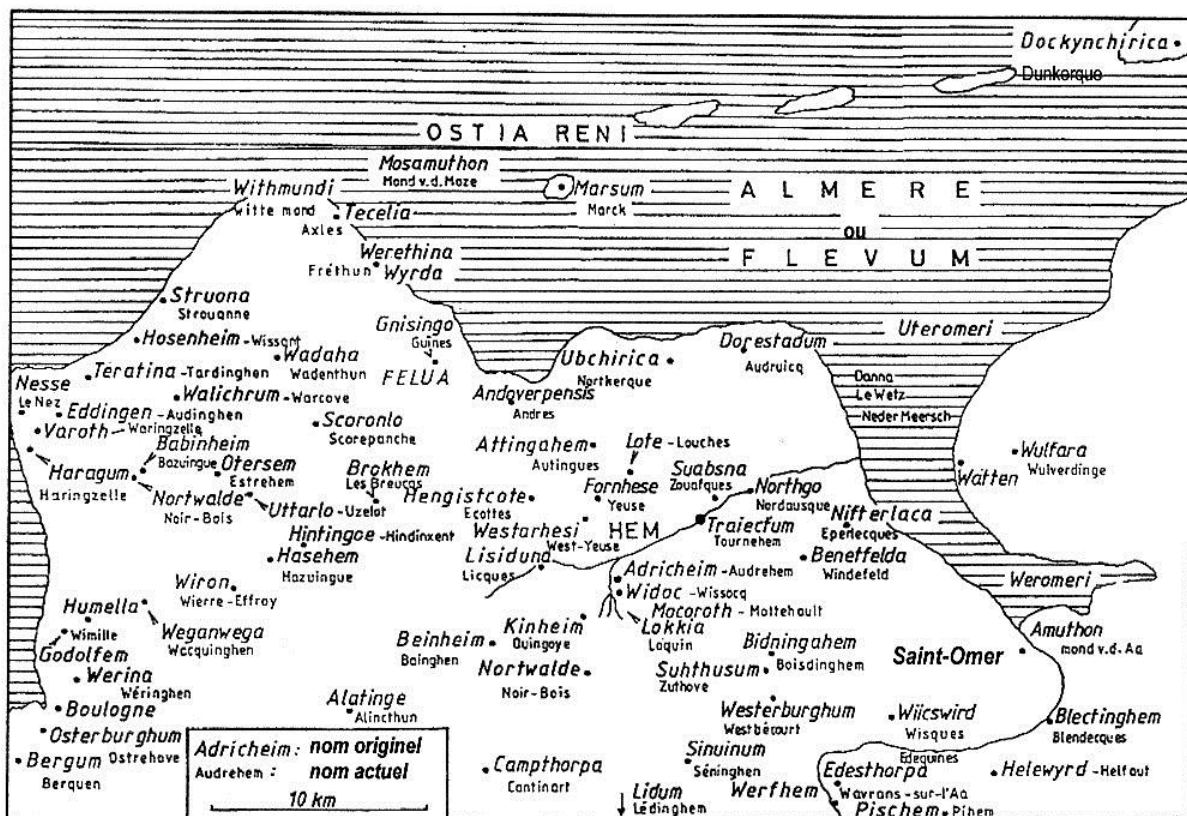 Dockynchirica
Dunkerque
OSTIA RENI
Mosamuthon
Mond v.d. Maze
Marsum
Marck
ALMERE
ou
FLEVUM
Withmundi
Witte mond
Tecelia
Axles
Werethina
Fréthun
Wyrda
Struona
Strouanne
Gnisingo
Guines
FELUA
Uteromeri
Hosenheim - Wissant
Wadaha
Wadenthun
Ubchirica
Nortkerque
Dorestadum
Audruicq
Teratina - Tardinghen
Nesse
Le Nez
Walichrum - Warcove
Andoverpensis
Andres
Danna
Le Wetz
Neder Meersch
Eddingen - Audinghen
Varoth - Waringzelle
Scoronlo
Scorepanche
Babinheim
Bazuingue
Attingahem
Autingues
Lote - Louches
Wulfara
Wulverdinge
Watten
Haragum
Haringzelle
Otersem
Estrehem
Brokhem
Les Breucqs
Suabsna
Zouafques
Nortwalde
Noir-Bois
Uttarlo - Uzelot
Hengistcote
Ecottes
Fornhese
Yeuse
Northgo
Nordausque
Nifterlaca
Eperlecques
Hintingoe - Hindinxent
Westarhesi
West-Yeuse
HEM
Traiectum
Tournehem
Hasehem
Hazuingue
Lisidund
Licques
Benetfelda
Windefeld
Adricheim - Audrehem
Weromeri
Wiron
Wierre-Effroy
Widoc - Wissocq
Macoroth - Mottehault
Humella
Wimille
Weganwega
Wacquinghen
Kinheim
Quingoye
Lokkia
Loquin
Amuthon
mond v.d. Aa
Beinheim
Bainghen
Bidningahem
Boisdinghem
Saint-Omer
Godolfem
Werina
Wéringhen
Nortwalde
Noir-Bois
Suhthusum
Zuthove
Boulogne
Alatinge
Alincthun
Westerburghum
Westbécourt
Wiicswird
Wisques
Blectinghem
Blendecques
Osterburghum
Ostrehove
Edequines
Bergum
Berquen
Adricheim : nom originel
Audrehem : nom actuel
10 km
Campthorpa
Cantinart
Sinuinum
Séninghen
Edesthorpa
Wavrans-sur-l'Aa
Helewyrd - Helfaut
Lidum
Lédinghem
Werfhem
Pischem - Pihem